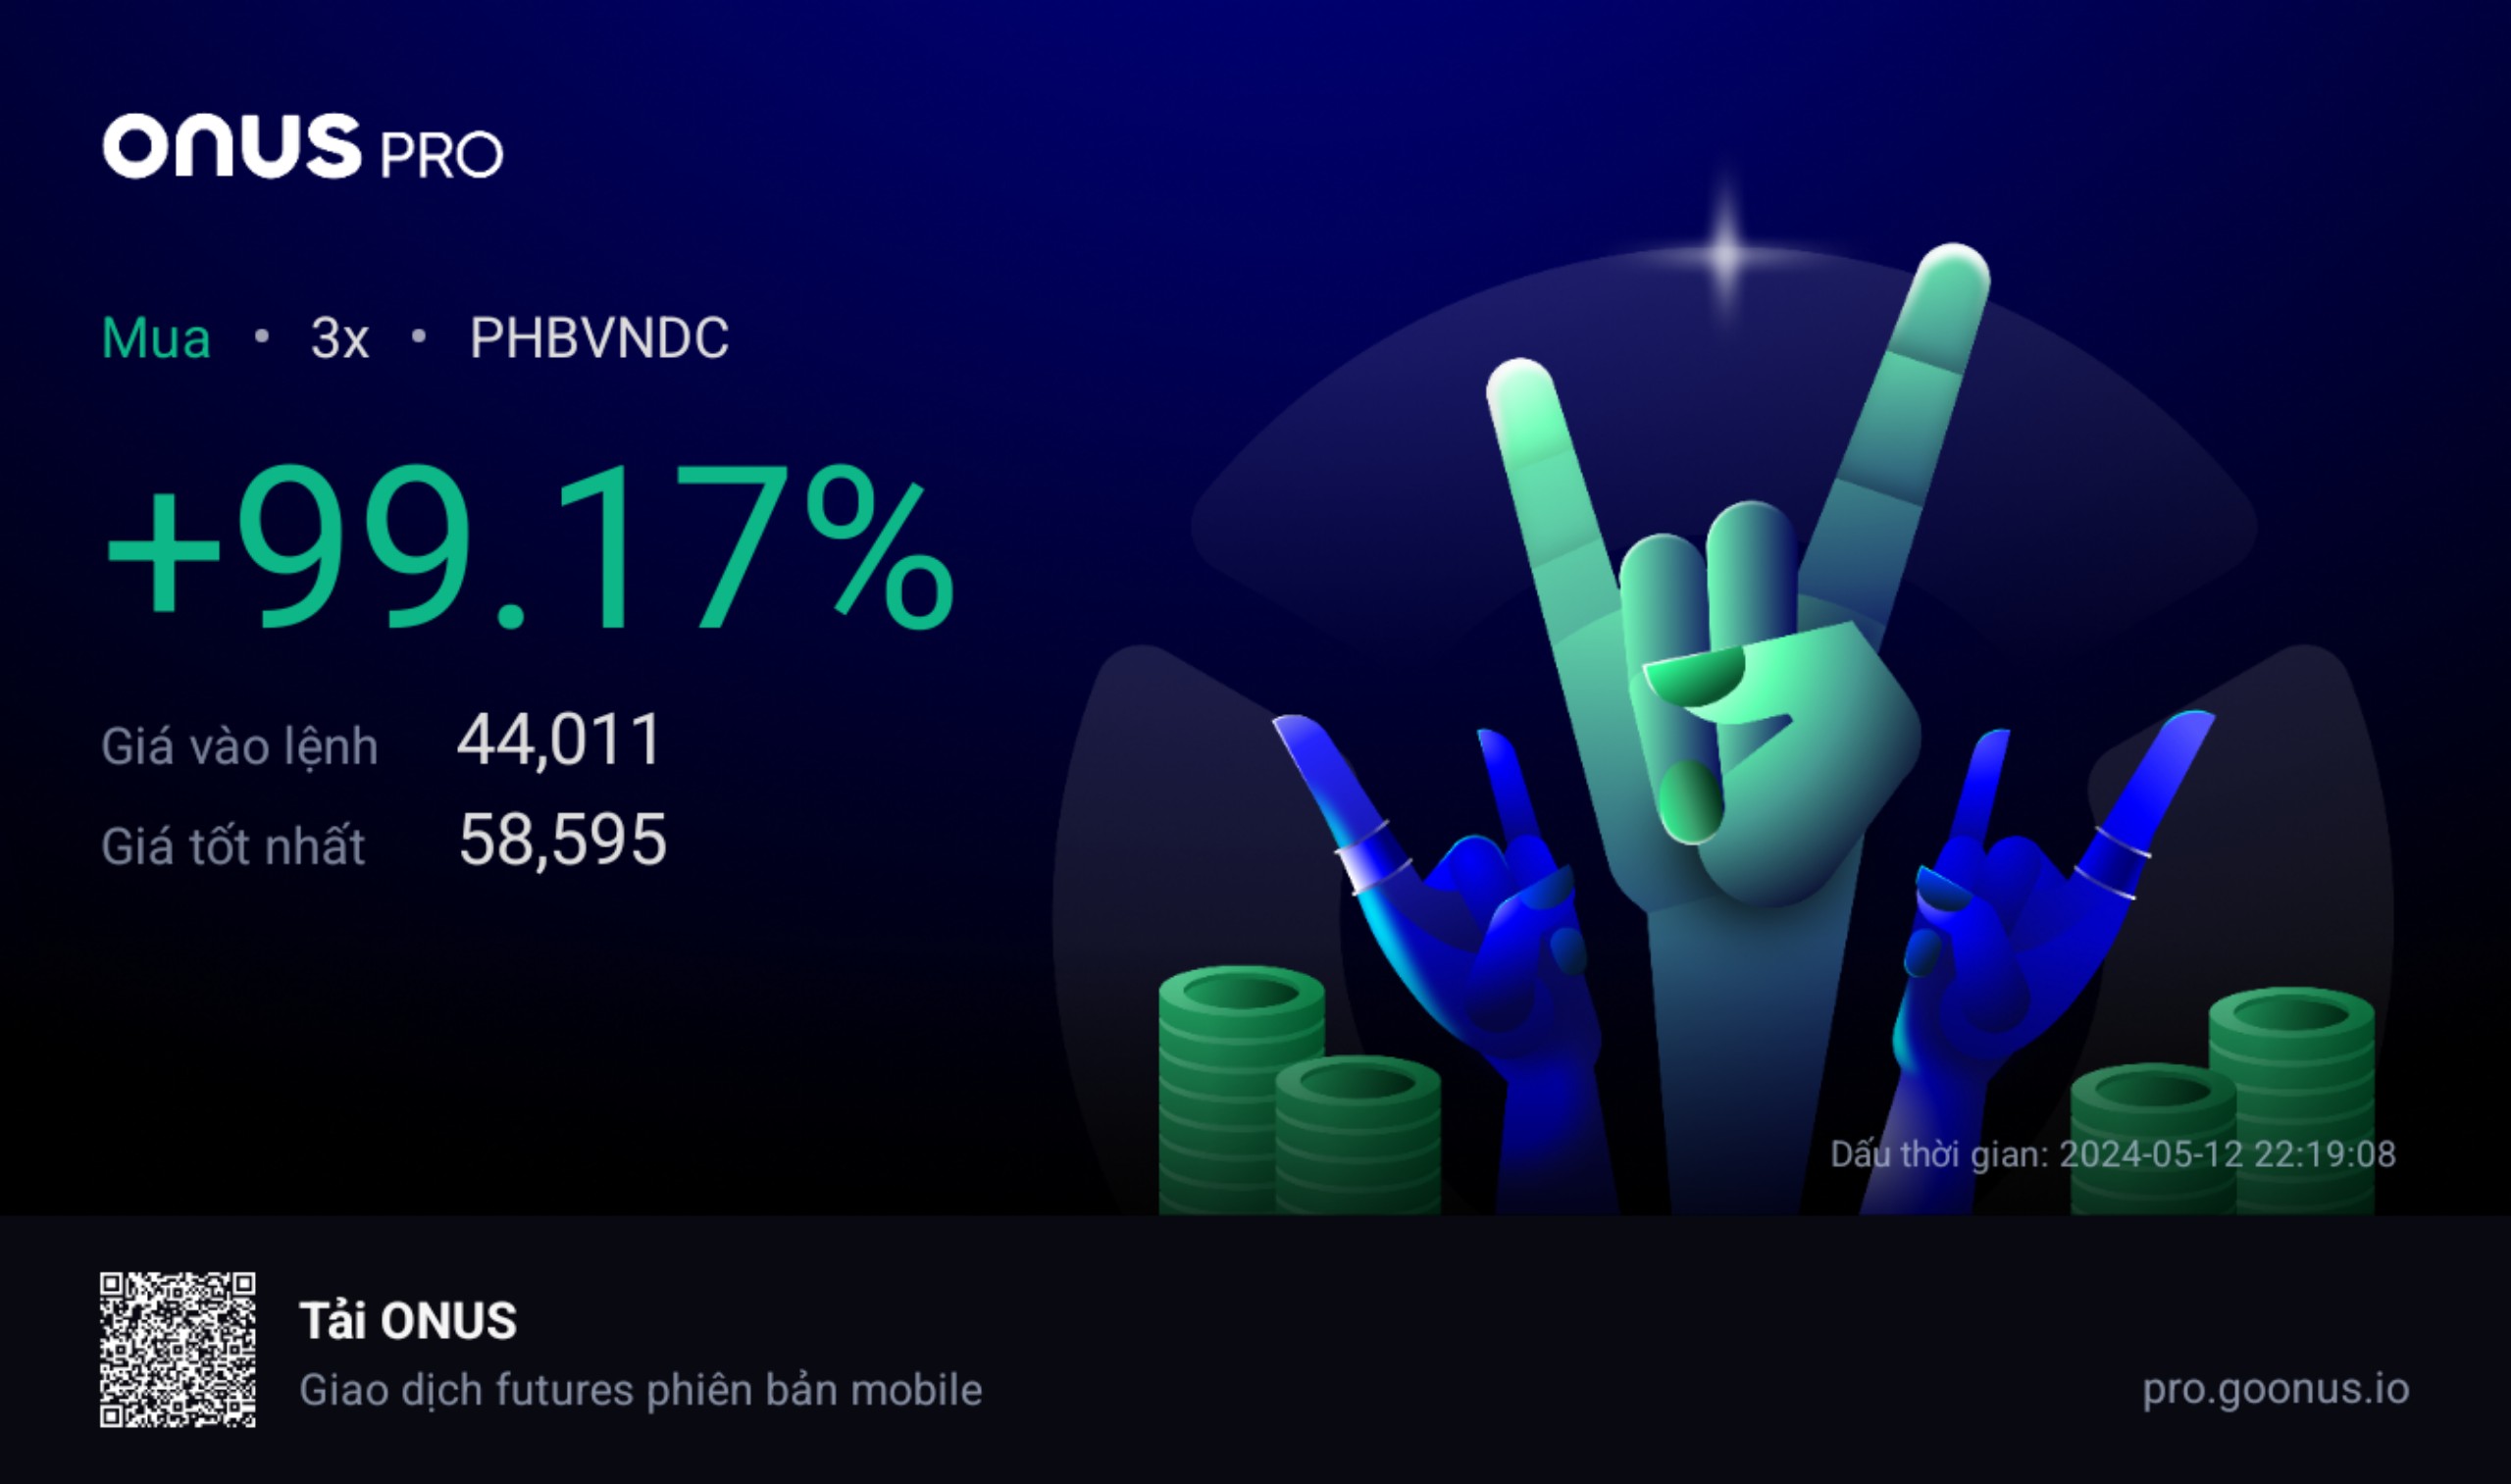 onus PRO
Mua • 3x • PHBVNDC
+99.17%
Giá vào lệnh 44,011
Giá tốt nhất 58,595
Dấu thời gian: 2024-05-12 22:19:08
Tải ONUS
Giao dịch futures phiên bản mobile
pro.goonus.io